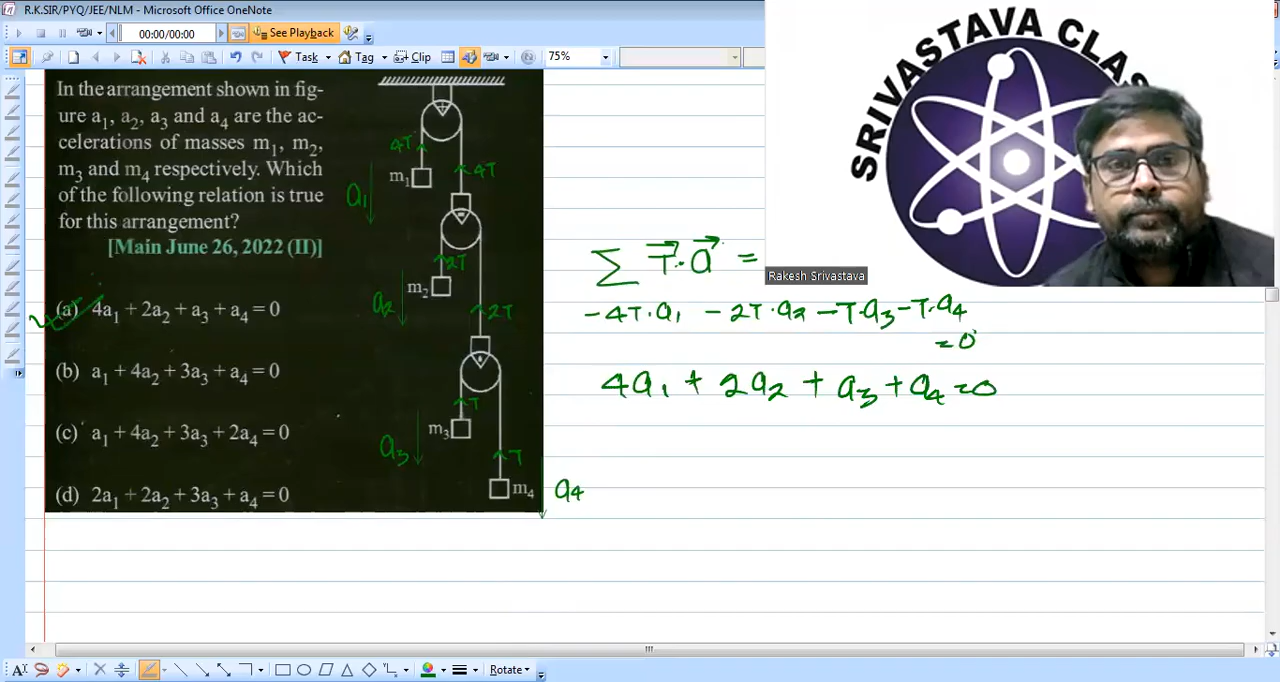 R.K.SIR/PYQ/JEE/NLM - Microsoft Office OneNote
00:00/00:00
See Playback
Task
Tag
Clip
75%
In the arrangement shown in fig-
ure a₁, a₂, a₃ and a₄ are the ac-
celerations of masses m₁, m₂,
m₃ and m₄ respectively. Which
of the following relation is true
for this arrangement?
[Main June 26, 2022 (II)]
(a) 4a₁ + 2a₂ + a₃ + a₄ = 0
(b) a₁ + 4a₂ + 3a₃ + a₄ = 0
(c) a₁ + 4a₂ + 3a₃ + 2a₄ = 0
(d) 2a₁ + 2a₂ + 3a₃ + a₄ = 0
4T
4T
m₁
a₁
2T
m₂
a₂
2T
T
m₃
a₃
T
m₄
a₄
∑ T⃗·a⃗ =
-4T·a₁ - 2T·a₂ - T·a₃ - T·a₄
= 0
4a₁ + 2a₂ + a₃ + a₄ = 0
SRIVASTAVA CLAS
Rakesh Srivastava
A
Rotate